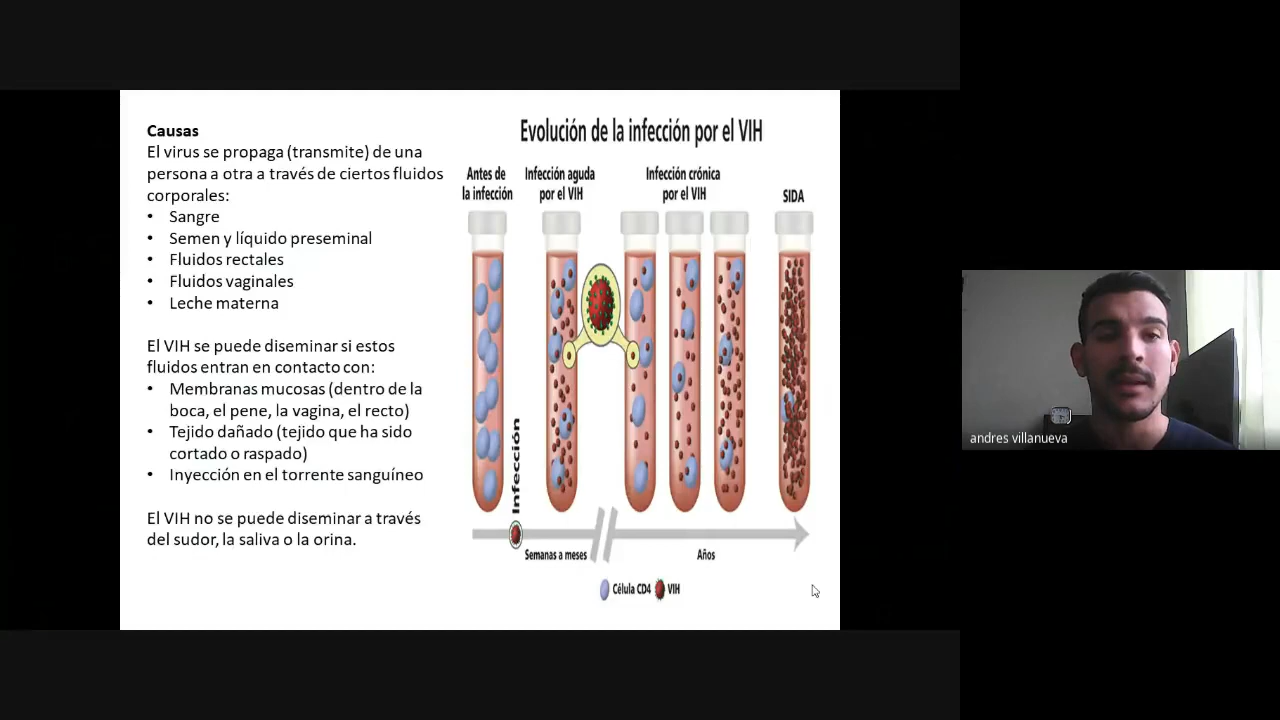 Causas
El virus se propaga (transmite) de una
persona a otra a través de ciertos fluidos
corporales:
• Sangre
• Semen y líquido preseminal
• Fluidos rectales
• Fluidos vaginales
• Leche materna
El VIH se puede diseminar si estos
fluidos entran en contacto con:
• Membranas mucosas (dentro de la
boca, el pene, la vagina, el recto)
• Tejido dañado (tejido que ha sido
cortado o raspado)
• Inyección en el torrente sanguíneo
El VIH no se puede diseminar a través
del sudor, la saliva o la orina.
Evolución de la infección por el VIH
Antes de
la infección
Infección aguda
por el VIH
Infección crónica
por el VIH
SIDA
Infección
Semanas a meses
Años
Célula CD4
VIH
andres villanueva